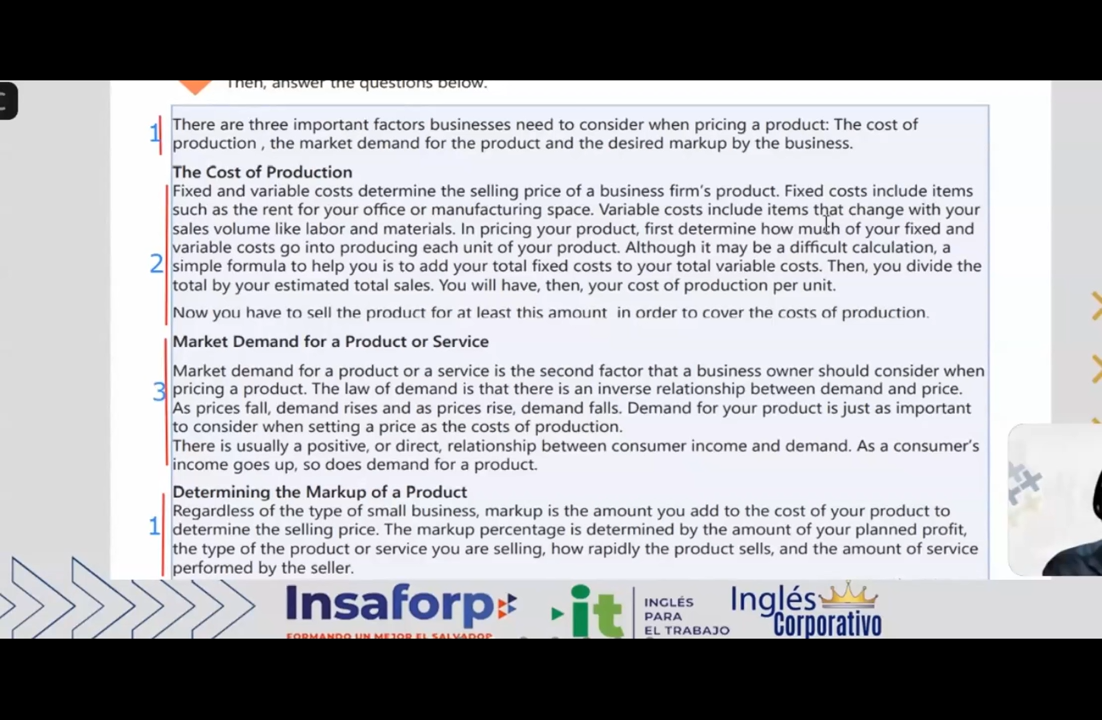 Then, answer the questions below.
C
1
There are three important factors businesses need to consider when pricing a product: The cost of
production , the market demand for the product and the desired markup by the business.
The Cost of Production
Fixed and variable costs determine the selling price of a business firm's product. Fixed costs include items
such as the rent for your office or manufacturing space. Variable costs include items that change with your
sales volume like labor and materials. In pricing your product, first determine how much of your fixed and
variable costs go into producing each unit of your product. Although it may be a difficult calculation, a
2
simple formula to help you is to add your total fixed costs to your total variable costs. Then, you divide the
total by your estimated total sales. You will have, then, your cost of production per unit.
Now you have to sell the product for at least this amount in order to cover the costs of production.
Market Demand for a Product or Service
Market demand for a product or a service is the second factor that a business owner should consider when
3
pricing a product. The law of demand is that there is an inverse relationship between demand and price.
As prices fall, demand rises and as prices rise, demand falls. Demand for your product is just as important
to consider when setting a price as the costs of production.
There is usually a positive, or direct, relationship between consumer income and demand. As a consumer's
income goes up, so does demand for a product.
Determining the Markup of a Product
Regardless of the type of small business, markup is the amount you add to the cost of your product to
1
determine the selling price. The markup percentage is determined by the amount of your planned profit,
the type of the product or service you are selling, how rapidly the product sells, and the amount of service
performed by the seller.
Insaforp
FORMANDO UN MEJOR EL SALVADOR
it
INGLÉS
PARA
EL TRABAJO
Inglés
Corporativo